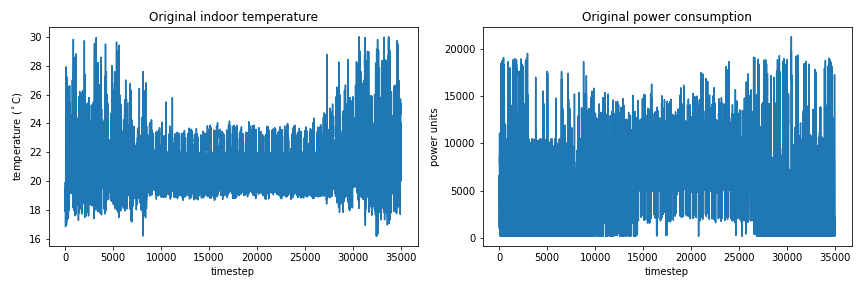 Original indoor temperature
30
28
26
24
22
20
18
16
temperature (°C)
0 5000 10000 15000 20000 25000 30000 35000
timestep
Original power consumption
20000
15000
10000
5000
0
power units
0 5000 10000 15000 20000 25000 30000 35000
timestep